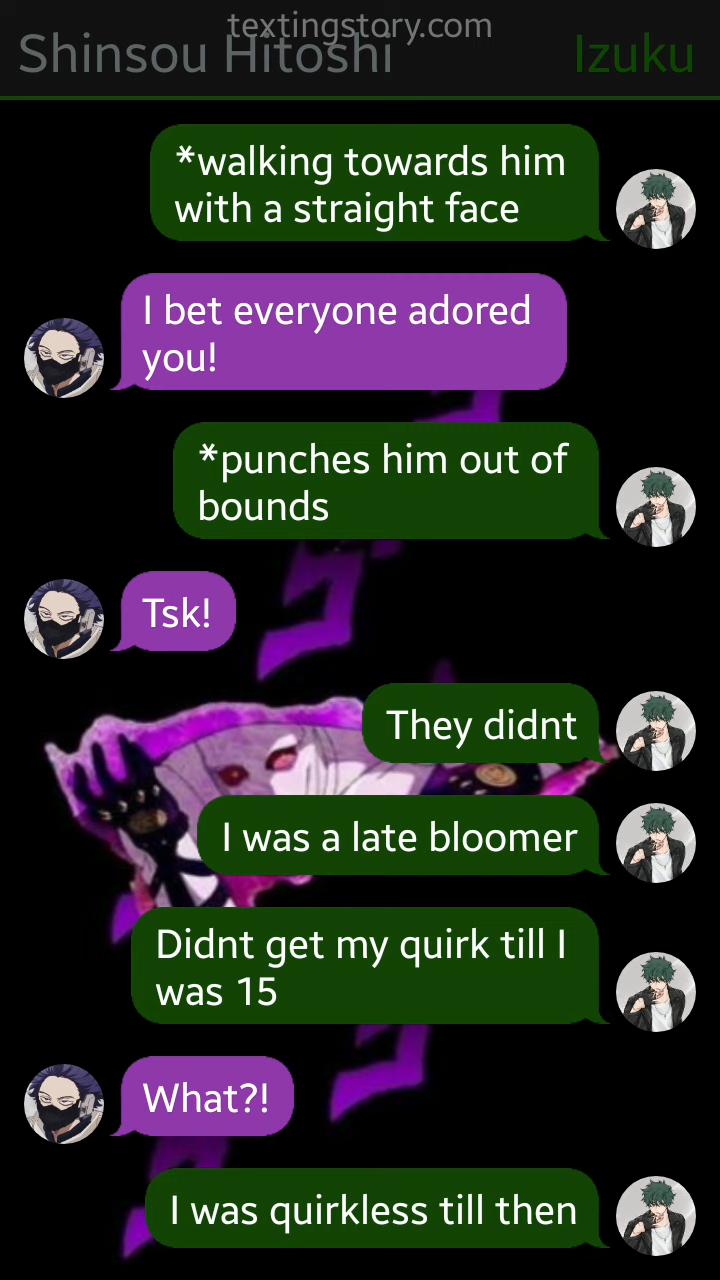 textingstory.com
Shinsou Hitoshi
Izuku
*walking towards him
with a straight face
I bet everyone adored
you!
*punches him out of
bounds
Tsk!
They didnt
I was a late bloomer
Didnt get my quirk till I
was 15
What?!
I was quirkless till then